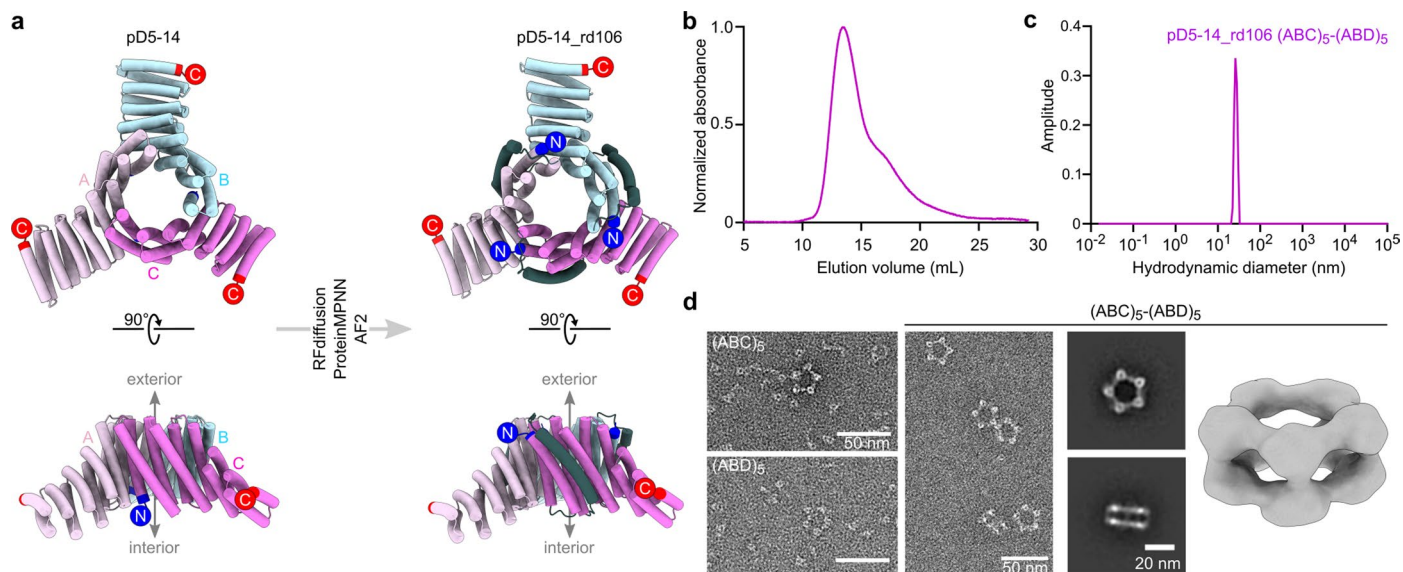 a
pD5-14
C
A
B
C
C
C
90°
exterior
A
B
C
C
N
interior
RFdiffusion
ProteinMPNN
AF2
pD5-14_rd106
C
N
C
N
N
C
90°
exterior
N
C
interior
b
Normalized absorbance
1.0
0.5
0
5
10
15
20
25
30
Elution volume (mL)
c
pD5-14_rd106 (ABC)₅-(ABD)₅
Amplitude
0.4
0.3
0.2
0.1
0
10⁻²
10⁻¹
10⁰
10¹
10²
10³
10⁴
10⁵
Hydrodynamic diameter (nm)
d
(ABC)₅-(ABD)₅
(ABC)₅
50 nm
(ABD)₅
50 nm
20 nm